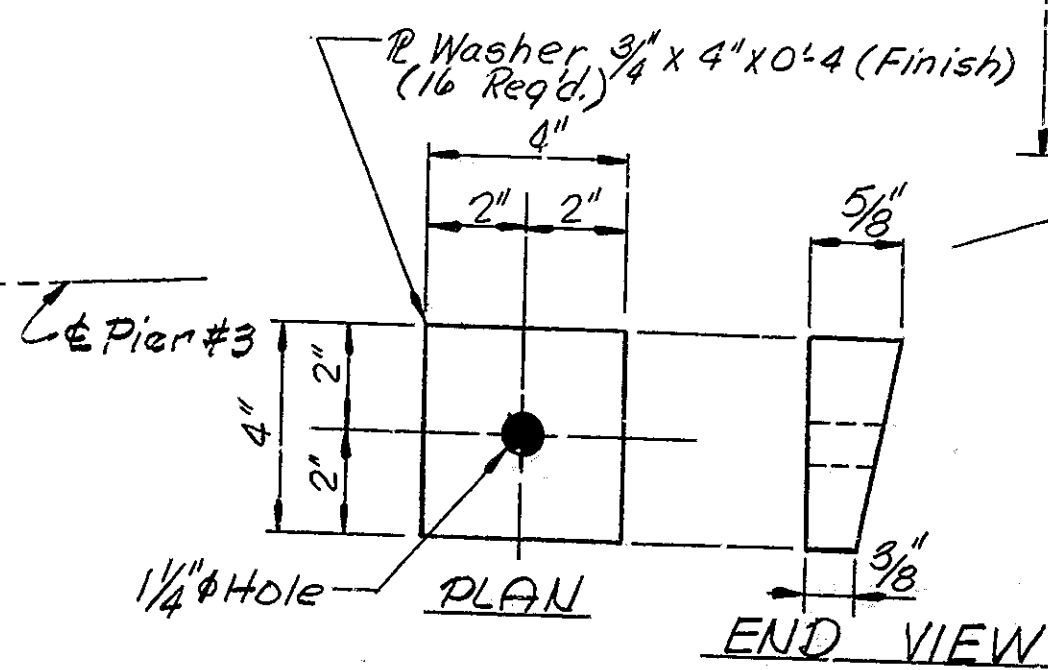 ℄ Washer 3/4" x 4" x 0'-4 (Finish)
(16 Req'd.)
4"
2" 2"
5/8"
℄ Pier #3
2"
4"
2"
3/8"
1 1/4" ϕ Hole
PLAN
END VIEW